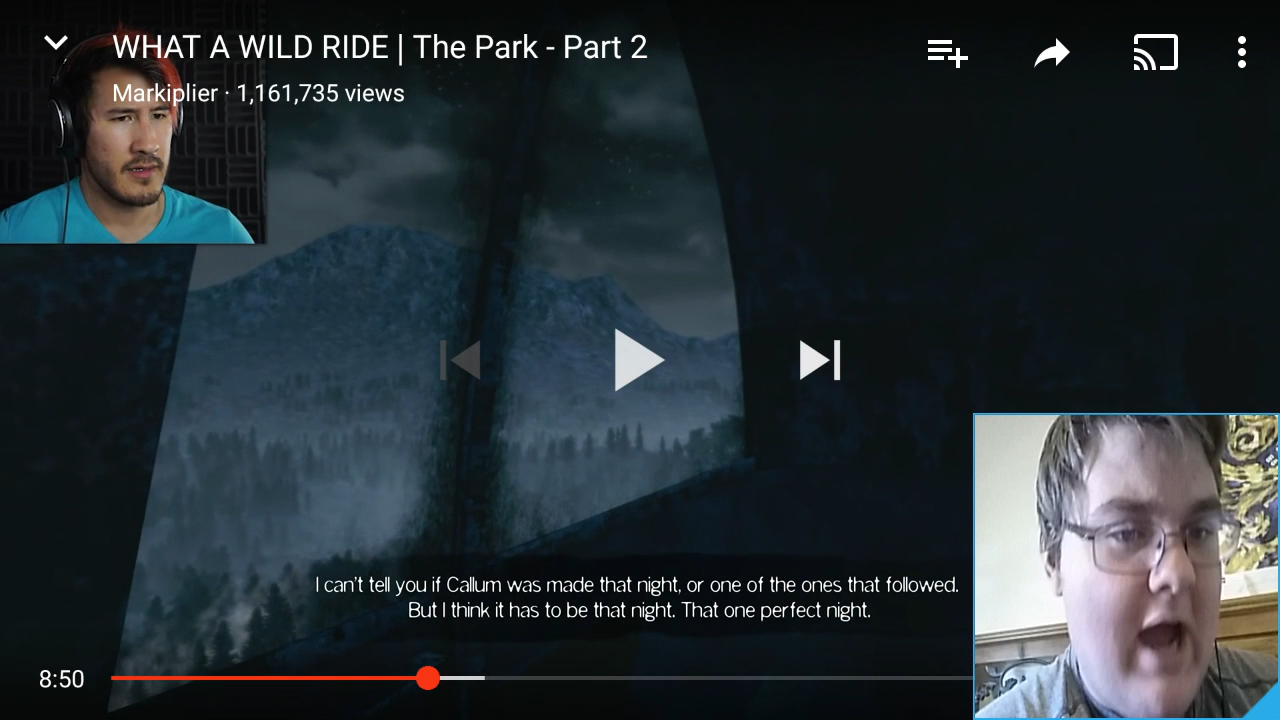 WHAT A WILD RIDE | The Park - Part 2
Markiplier · 1,161,735 views
I can't tell you if Callum was made that night, or one of the ones that followed.
But I think it has to be that night. That one perfect night.
8:50